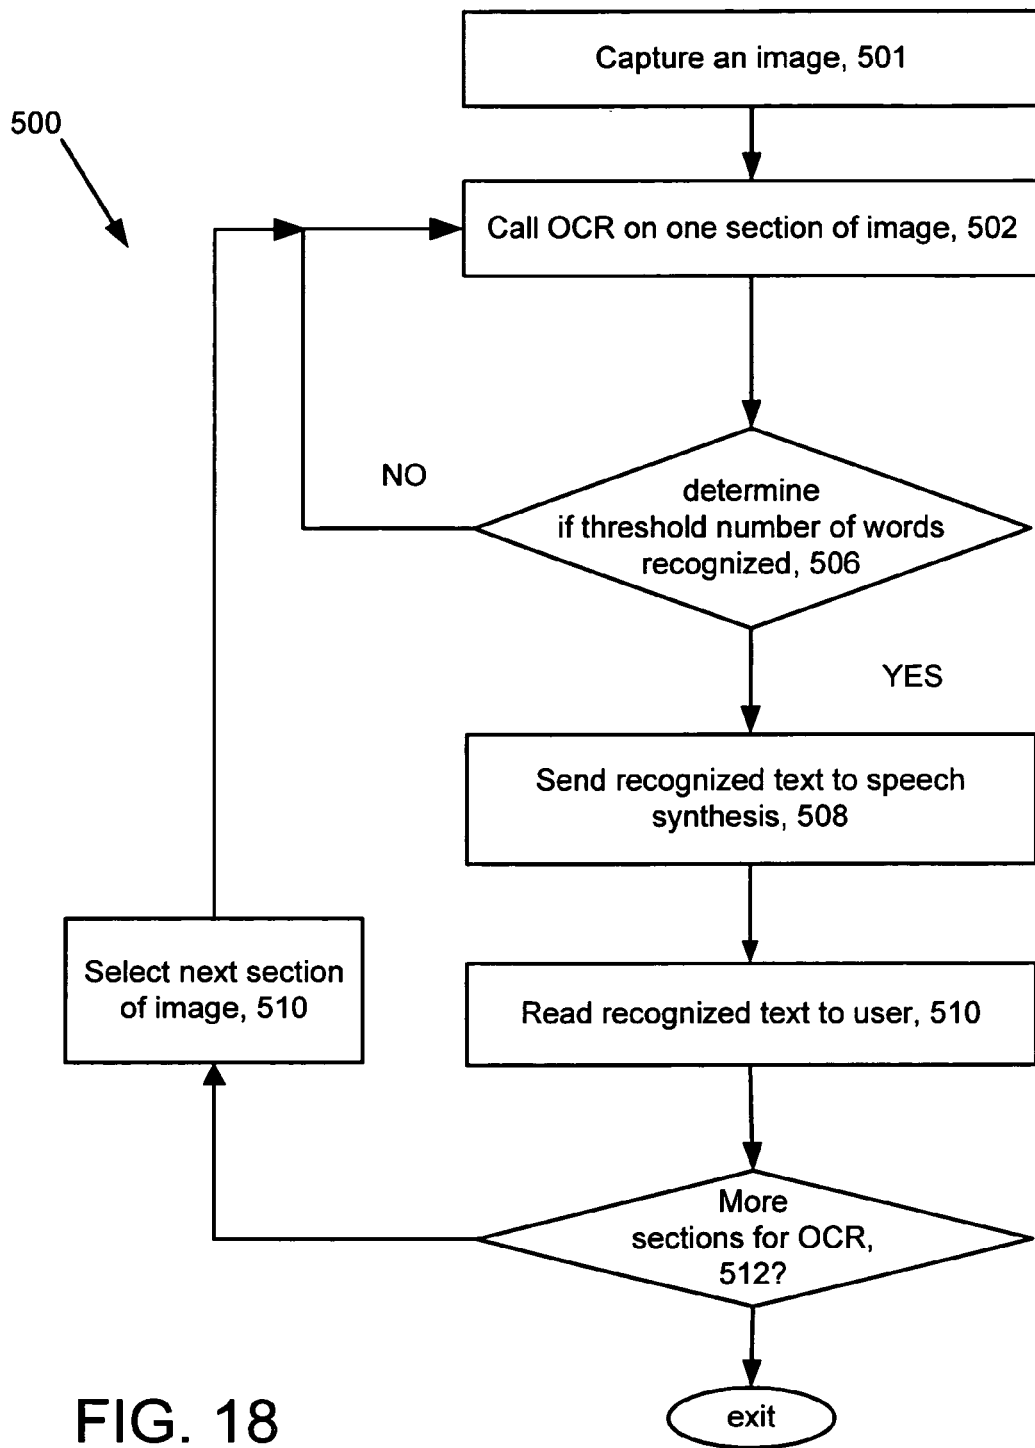 Capture an image, 501
500
Call OCR on one section of image, 502
NO
determine
if threshold number of words
recognized, 506
YES
Send recognized text to speech
synthesis, 508
Select next section
of image, 510
Read recognized text to user, 510
More
sections for OCR,
512?
exit
FIG. 18